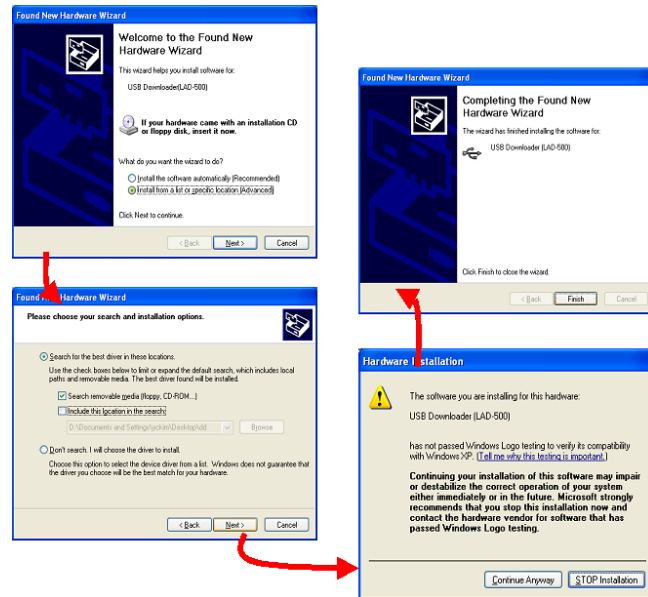 Found New Hardware Wizard
Welcome to the Found New
Hardware Wizard
This wizard helps you install software for:
USB Downloader(LAD-500)
If your hardware came with an installation CD
or floppy disk, insert it now.
What do you want the wizard to do?
Install the software automatically (Recommended)
Install from a list or specific location (Advanced)
Click Next to continue.
< Back
Next >
Cancel
Hardware Wizard
Please choose your search and installation options.
Search for the best driver in these locations.
Use the check boxes below to limit or expand the default search, which includes local
paths and removable media. The best driver found will be installed.
Search removable media (floppy, CD-ROM...)
Include this location in the search:
D:\Documents and Settings\yckim\Desktop\dd
Browse
Don't search. I will choose the driver to install.
Choose this option to select the device driver from a list. Windows does not guarantee that
the driver you choose will be the best match for your hardware.
< Back
Next >
Cancel
Hardware Installation
The software you are installing for this hardware:
USB Downloader (LAD-500)
has not passed Windows Logo testing to verify its compatibility
with Windows XP. (Tell me why this testing is important.)
Continuing your installation of this software may impair
or destabilize the correct operation of your system
either immediately or in the future. Microsoft strongly
recommends that you stop this installation now and
contact the hardware vendor for software that has
passed Windows Logo testing.
Continue Anyway
STOP Installation
Found New Hardware Wizard
Completing the Found New
Hardware Wizard
The wizard has finished installing the software for:
USB Downloader (LAD-500)
Click Finish to close the wizard.
< Back
Finish
Cancel